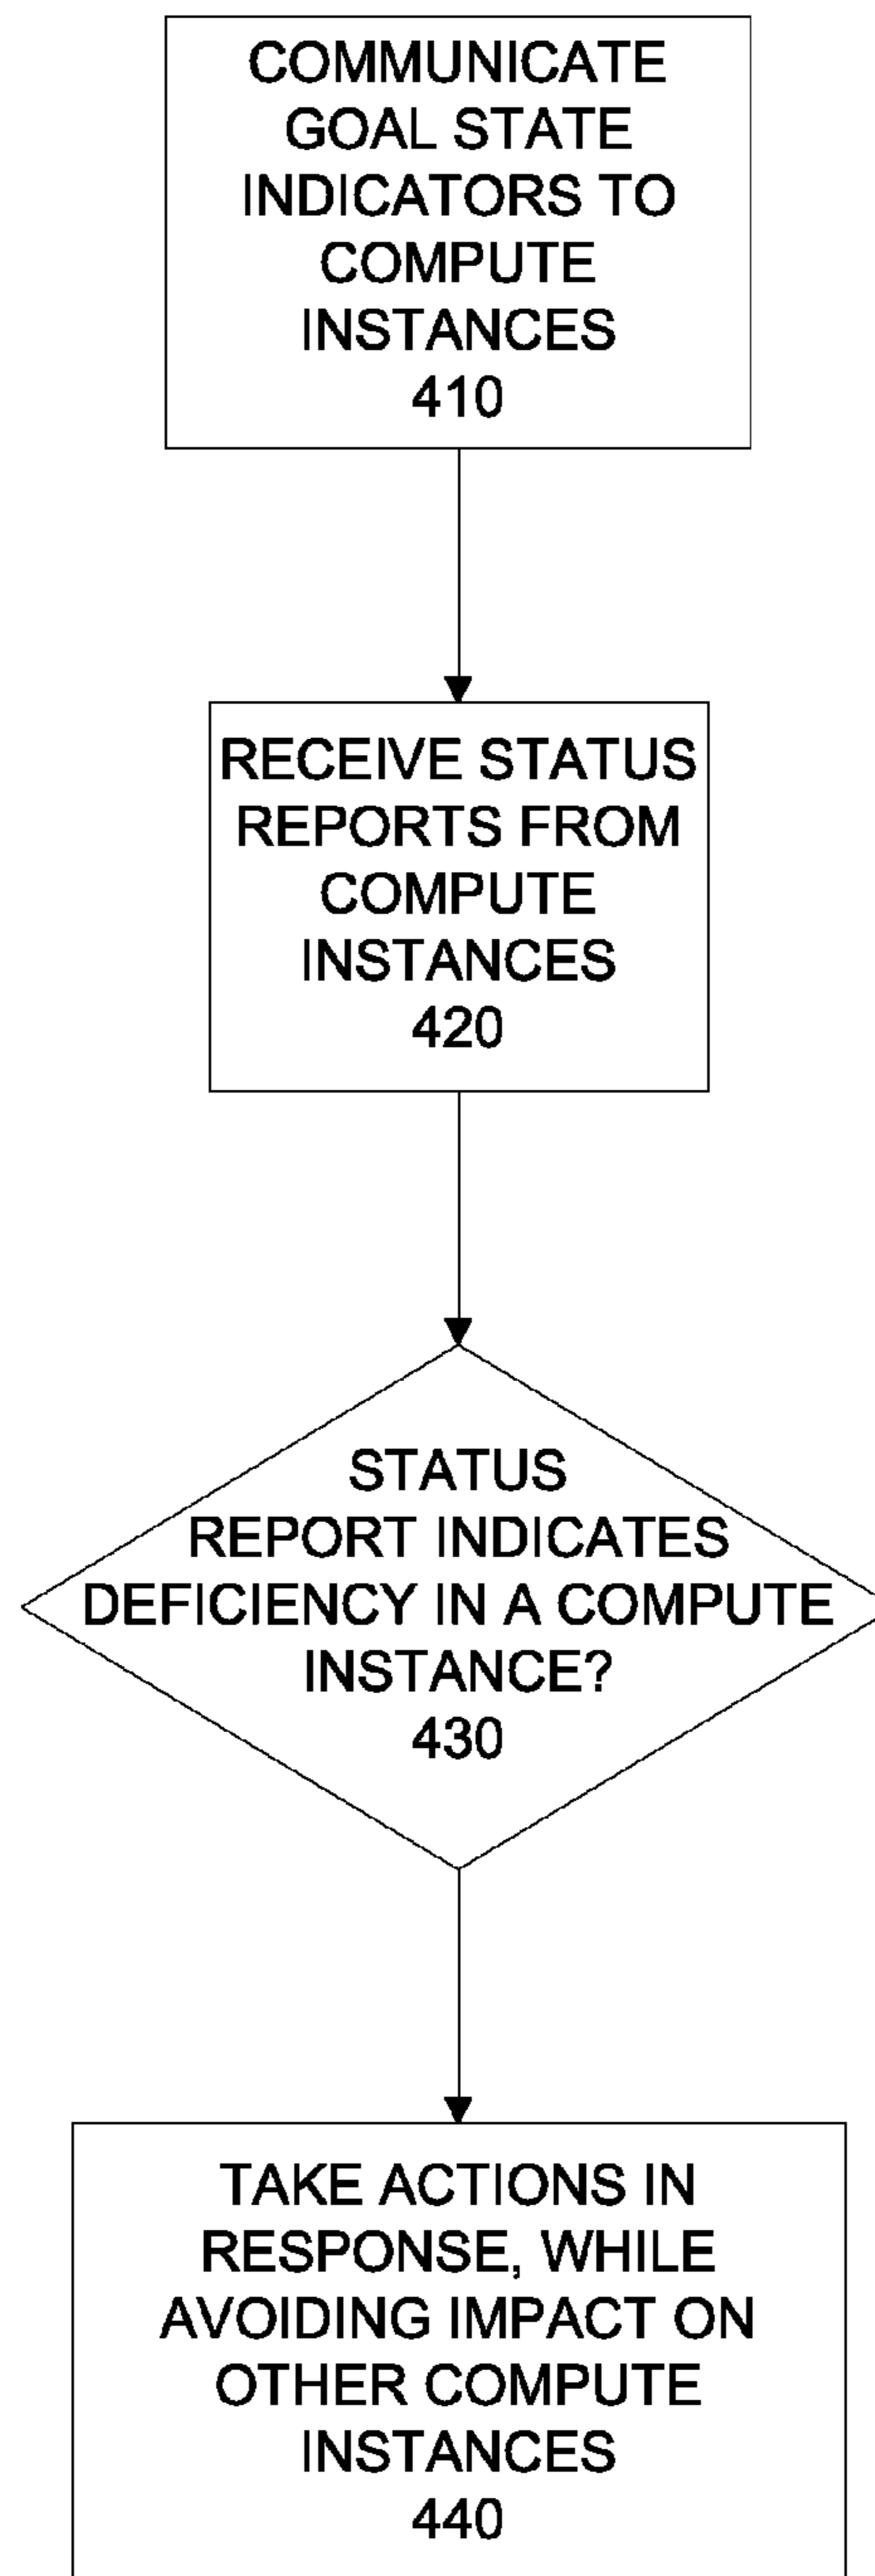 COMMUNICATE
GOAL STATE
INDICATORS TO
COMPUTE
INSTANCES
410
RECEIVE STATUS
REPORTS FROM
COMPUTE
INSTANCES
420
STATUS
REPORT INDICATES
DEFICIENCY IN A COMPUTE
INSTANCE?
430
TAKE ACTIONS IN
RESPONSE, WHILE
AVOIDING IMPACT ON
OTHER COMPUTE
INSTANCES
440